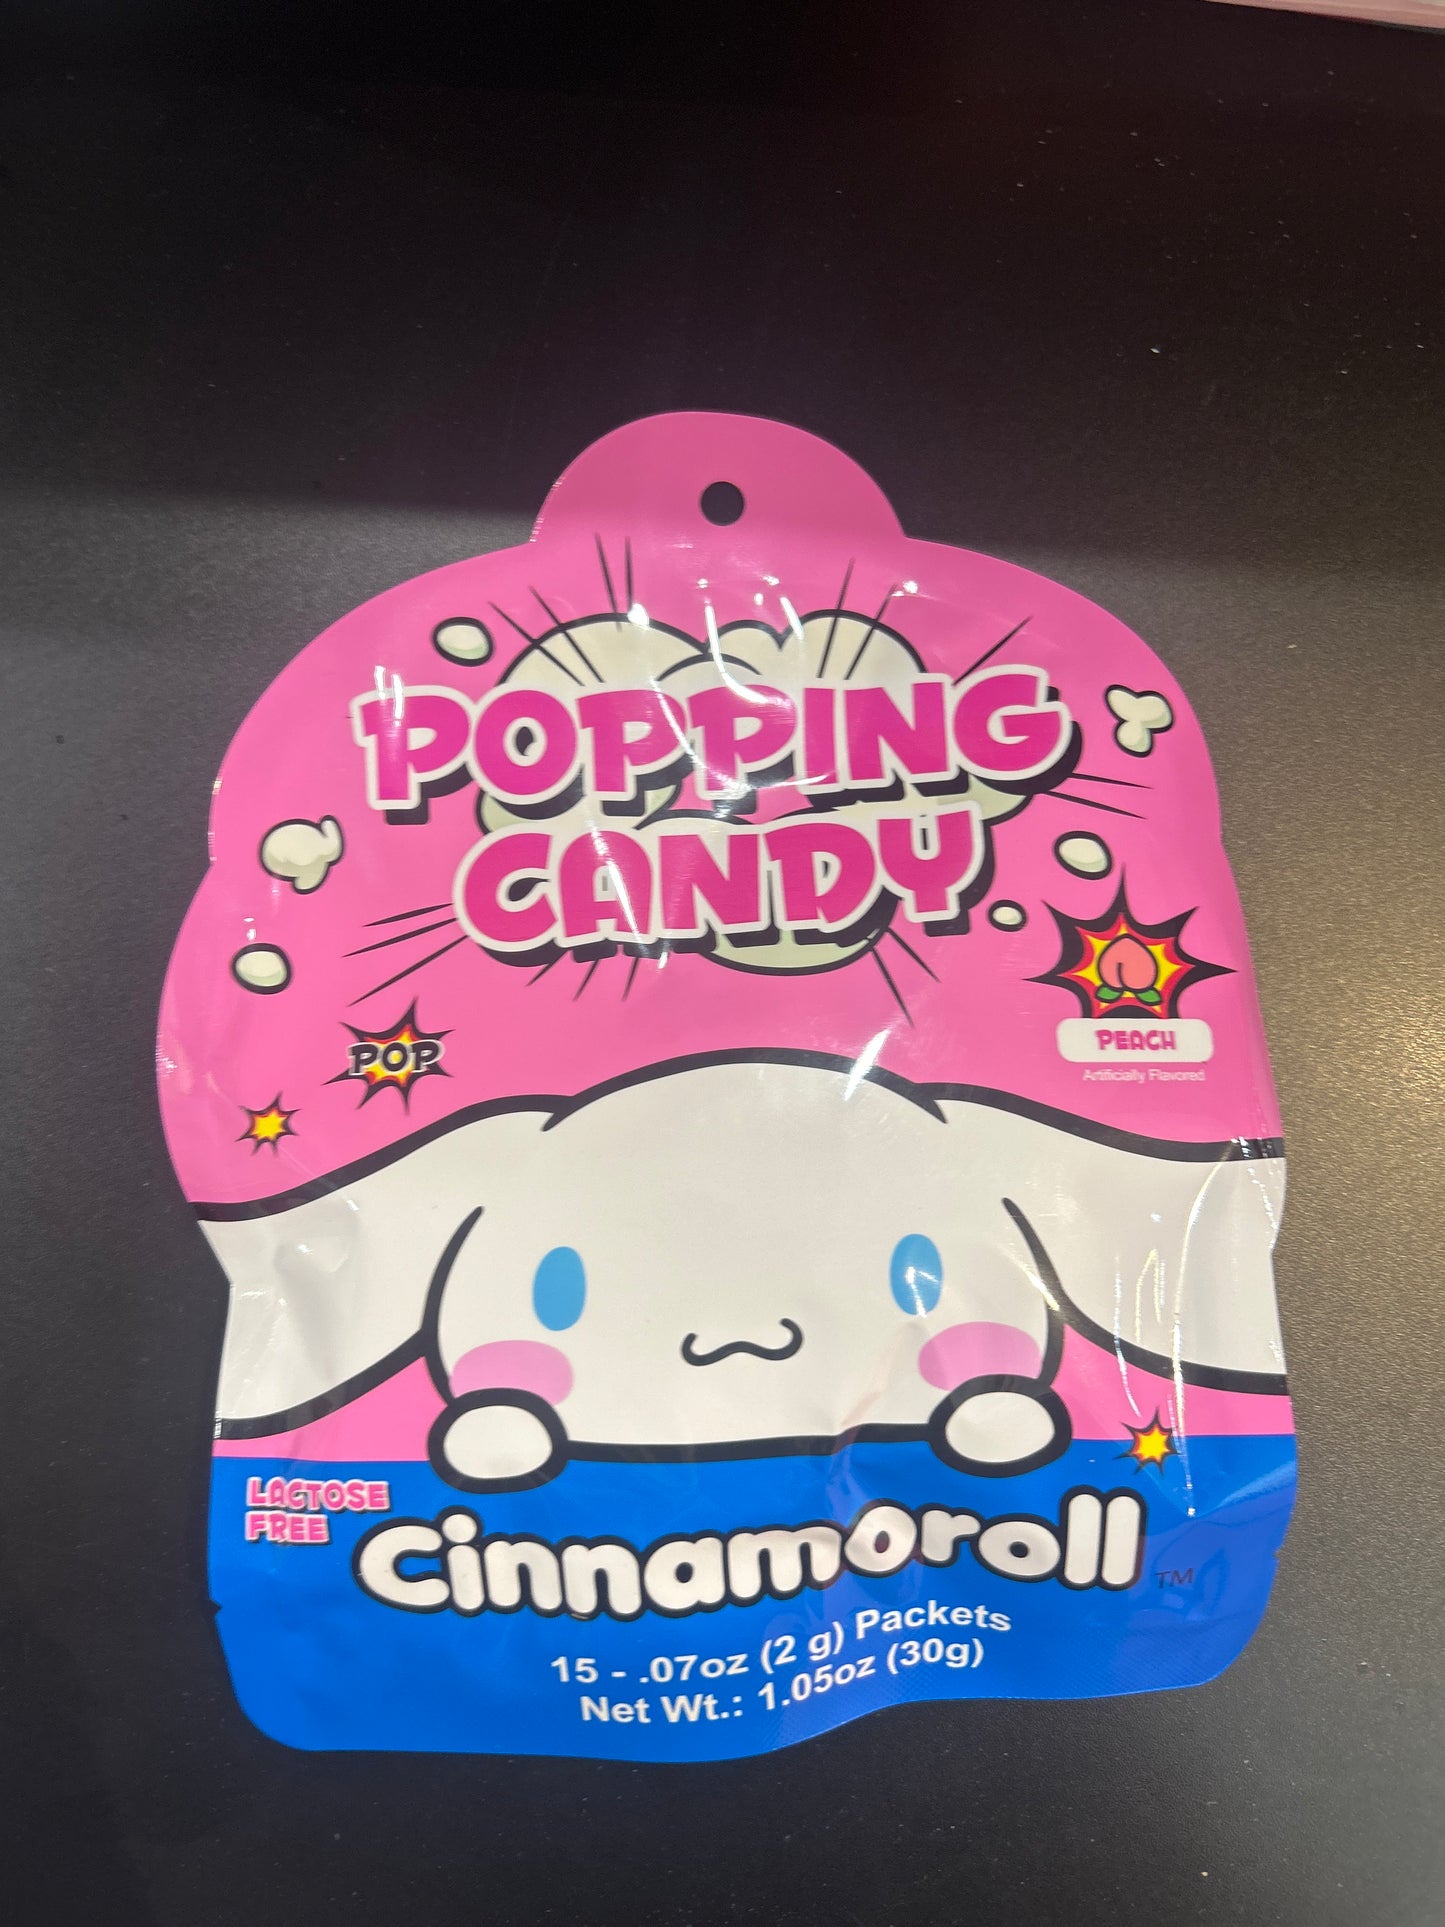 POPPING
CANDY
PEACH
Artificially Flavored
POP
LACTOSE
FREE
Cinnamoroll TM
15 - .07oz (2 g) Packets
Net Wt.: 1.05oz (30g)